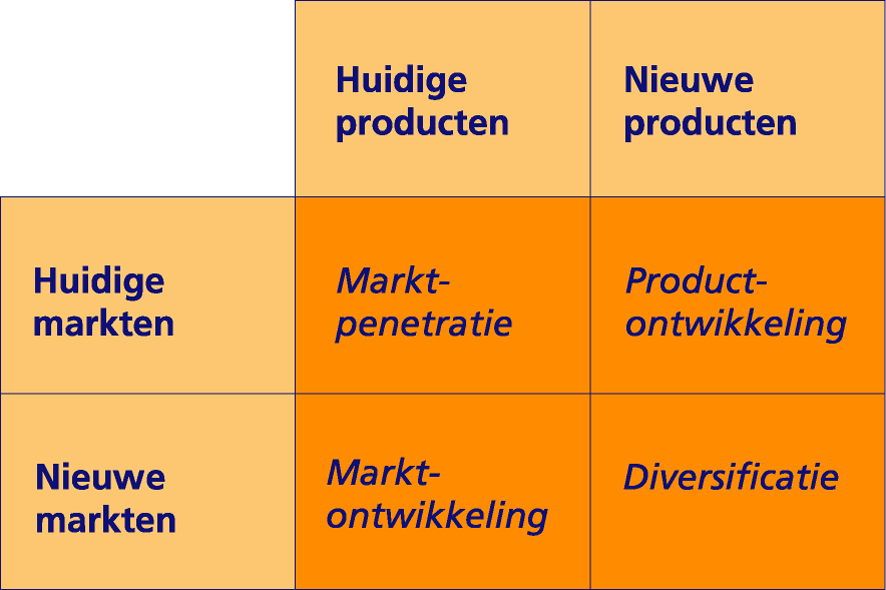 Huidige
producten
Nieuwe
producten
Huidige
markten
Markt-
penetratie
Product-
ontwikkeling
Nieuwe
markten
Markt-
ontwikkeling
Diversificatie